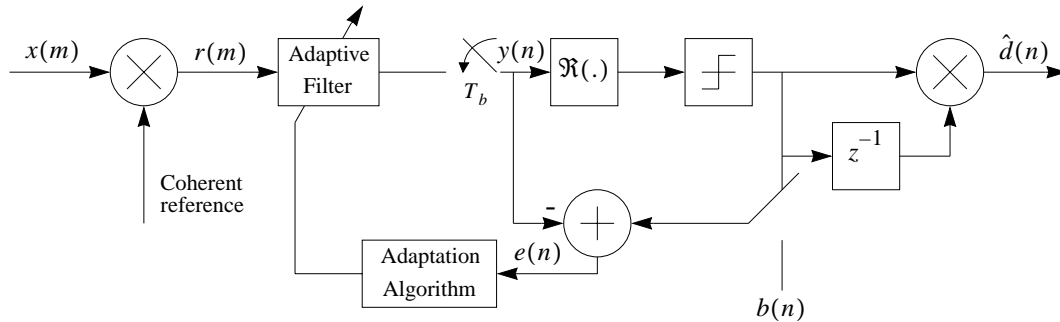 x(m)
r(m)
Adaptive
Filter
y(n)
T_b
ℜ(.)
d̂(n)
z^{-1}
Coherent
reference
-
e(n)
Adaptation
Algorithm
b(n)